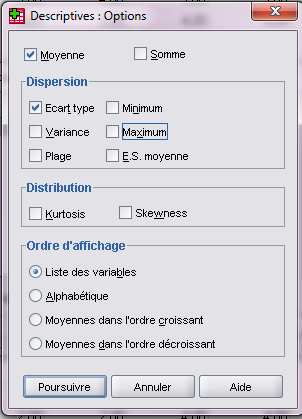 Descriptives : Options
Moyenne Somme
Dispersion
Ecart type Minimum
Variance Maximum
Plage E.S. moyenne
Distribution
Kurtosis Skewness
Ordre d'affichage
Liste des variables
Alphabétique
Moyennes dans l'ordre croissant
Moyennes dans l'ordre décroissant
Poursuivre Annuler Aide